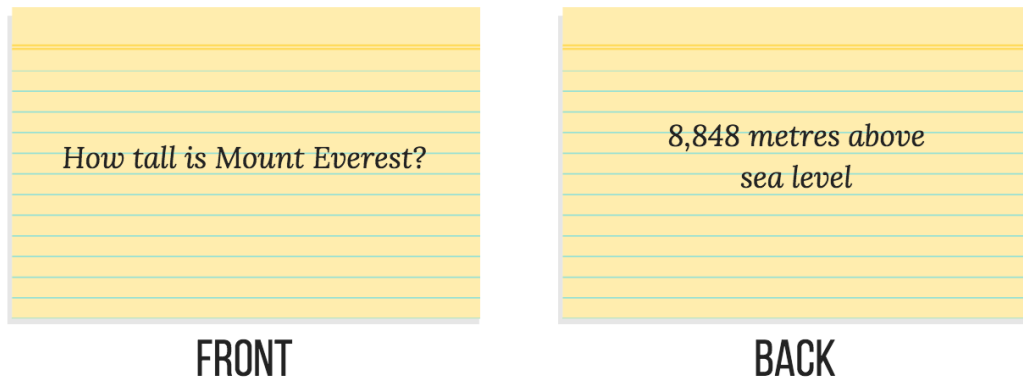 How tall is Mount Everest?
FRONT
8,848 metres above
sea level
BACK